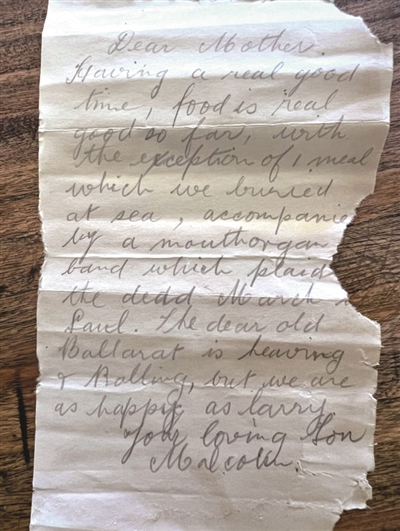 Dear Mother.
Having a real good
time, food is real
good so far, with
the exception of 1 meal
which we buried
at sea, accompanie
by a mouthorgan
band which plaid
the dedd March
Saul. The dear old
Ballarat is heaving
& Rolling, but we are
as happy as larry.
Your loving Son
Malcolm.